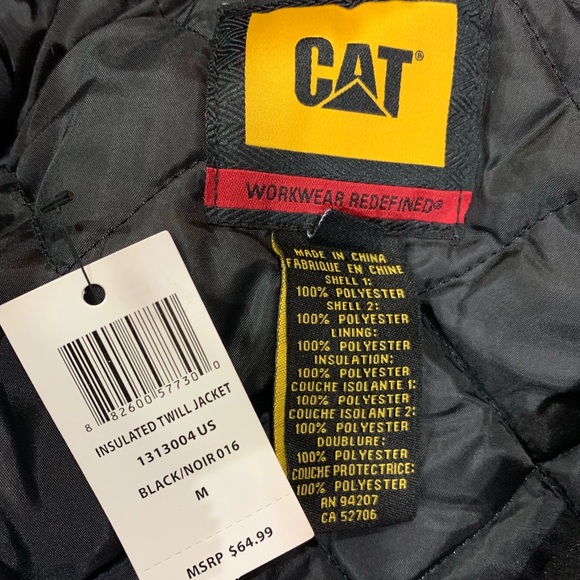 CAT®
WORKWEAR REDEFINED®
MADE IN CHINA
FABRIQUE EN CHINE
SHELL 1:
100% POLYESTER
SHELL 2:
100% POLYESTER
LINING:
100% POLYESTER
INSULATION:
100% POLYESTER
COUCHE ISOLANTE 1:
100% POLYESTER
COUCHE ISOLANTE 2:
100% POLYESTER
DOUBLURE:
100% POLYESTER
COUCHE PROTECTRICE:
100% POLYESTER
RN 94207
CA 52706
8 82600 57730 0
INSULATED TWILL JACKET
1313004 US
BLACK/NOIR 016
M
MSRP $64.99